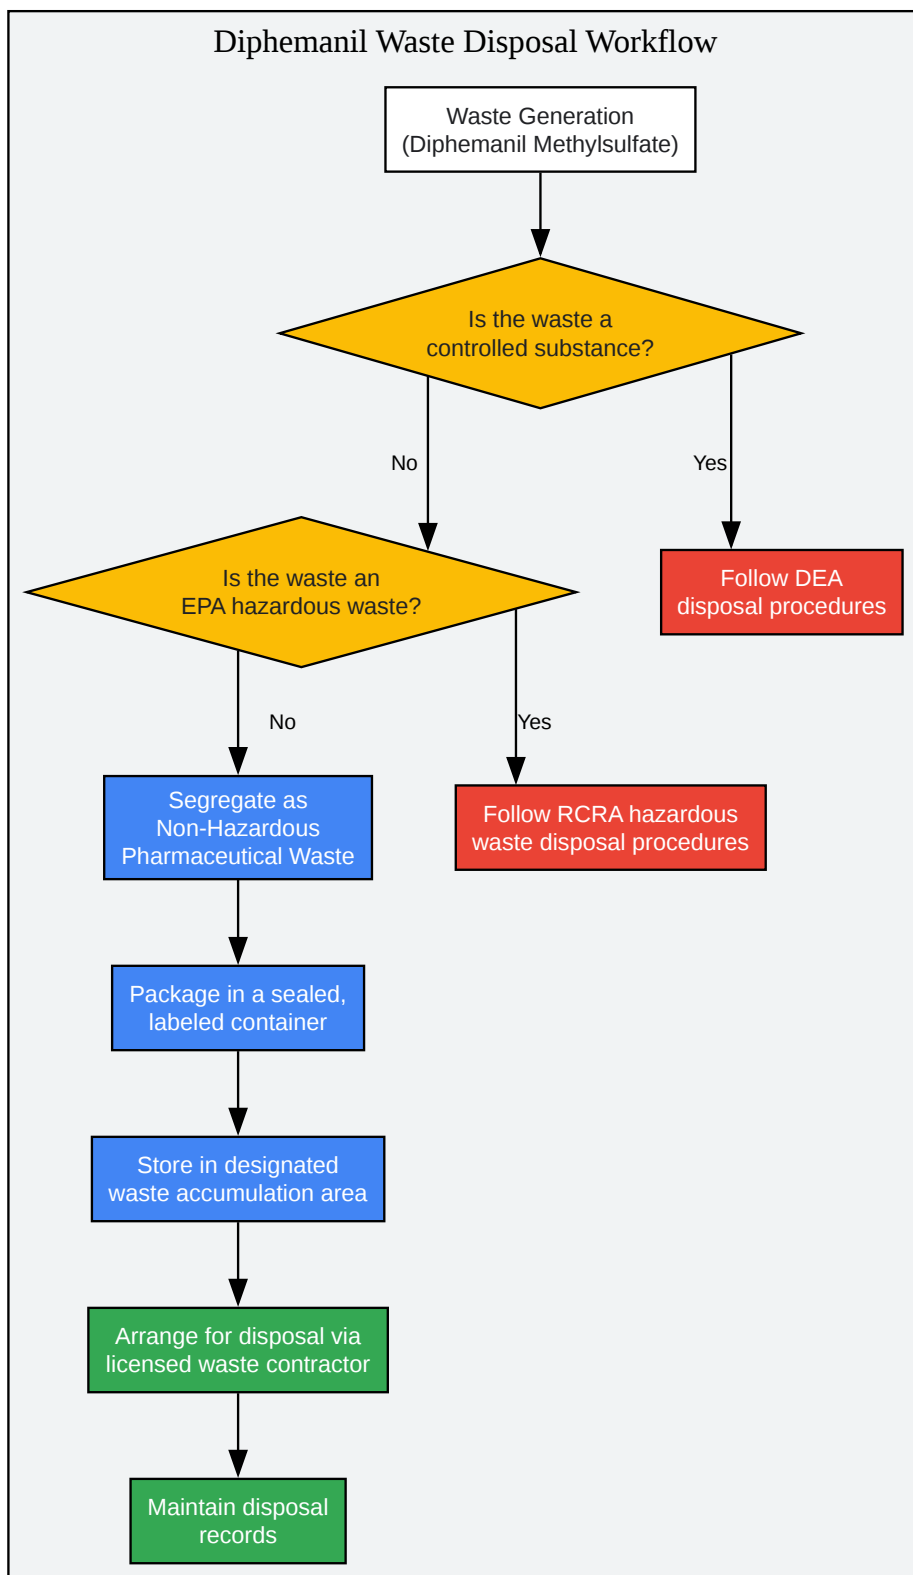 Diphemanil Waste Disposal Workflow
Waste Generation
(Diphemanil Methylsulfate)
Is the waste a
controlled substance?
No
Yes
Is the waste an
EPA hazardous waste?
Follow DEA
disposal procedures
No
Yes
Segregate as
Non-Hazardous
Pharmaceutical Waste
Follow RCRA hazardous
waste disposal procedures
Package in a sealed,
labeled container
Store in designated
waste accumulation area
Arrange for disposal via
licensed waste contractor
Maintain disposal
records